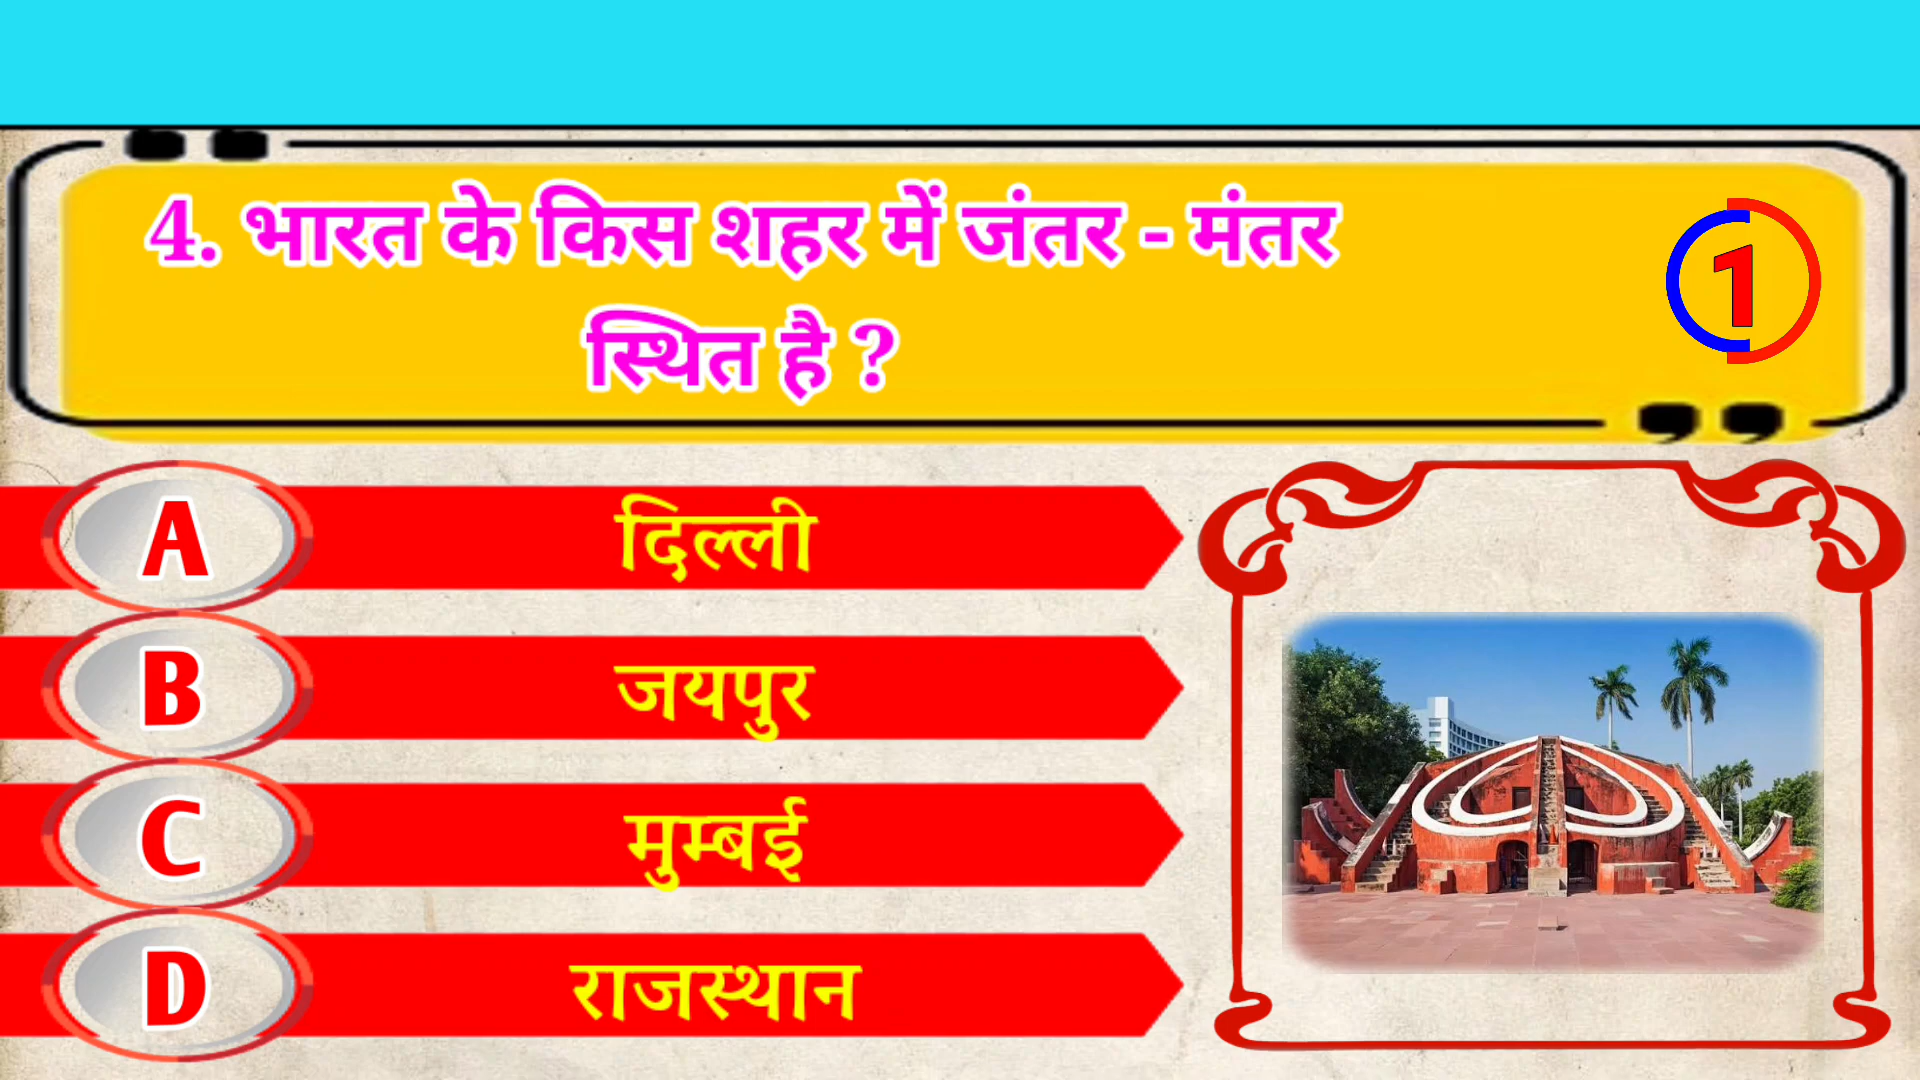 4. भारत के किस शहर में जंतर - मंतर
स्थित है ?
1
A दिल्ली
B जयपुर
C मुम्बई
D राजस्थान